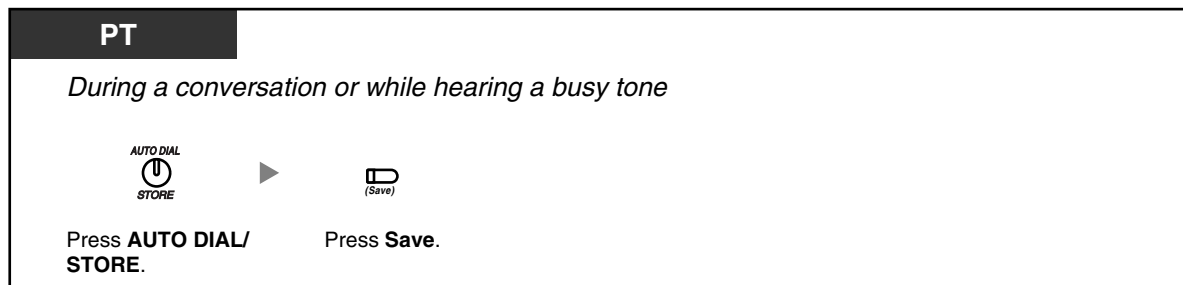 PT
During a conversation or while hearing a busy tone
AUTO DIAL
STORE
(Save)
Press AUTO DIAL/
STORE.
Press Save.